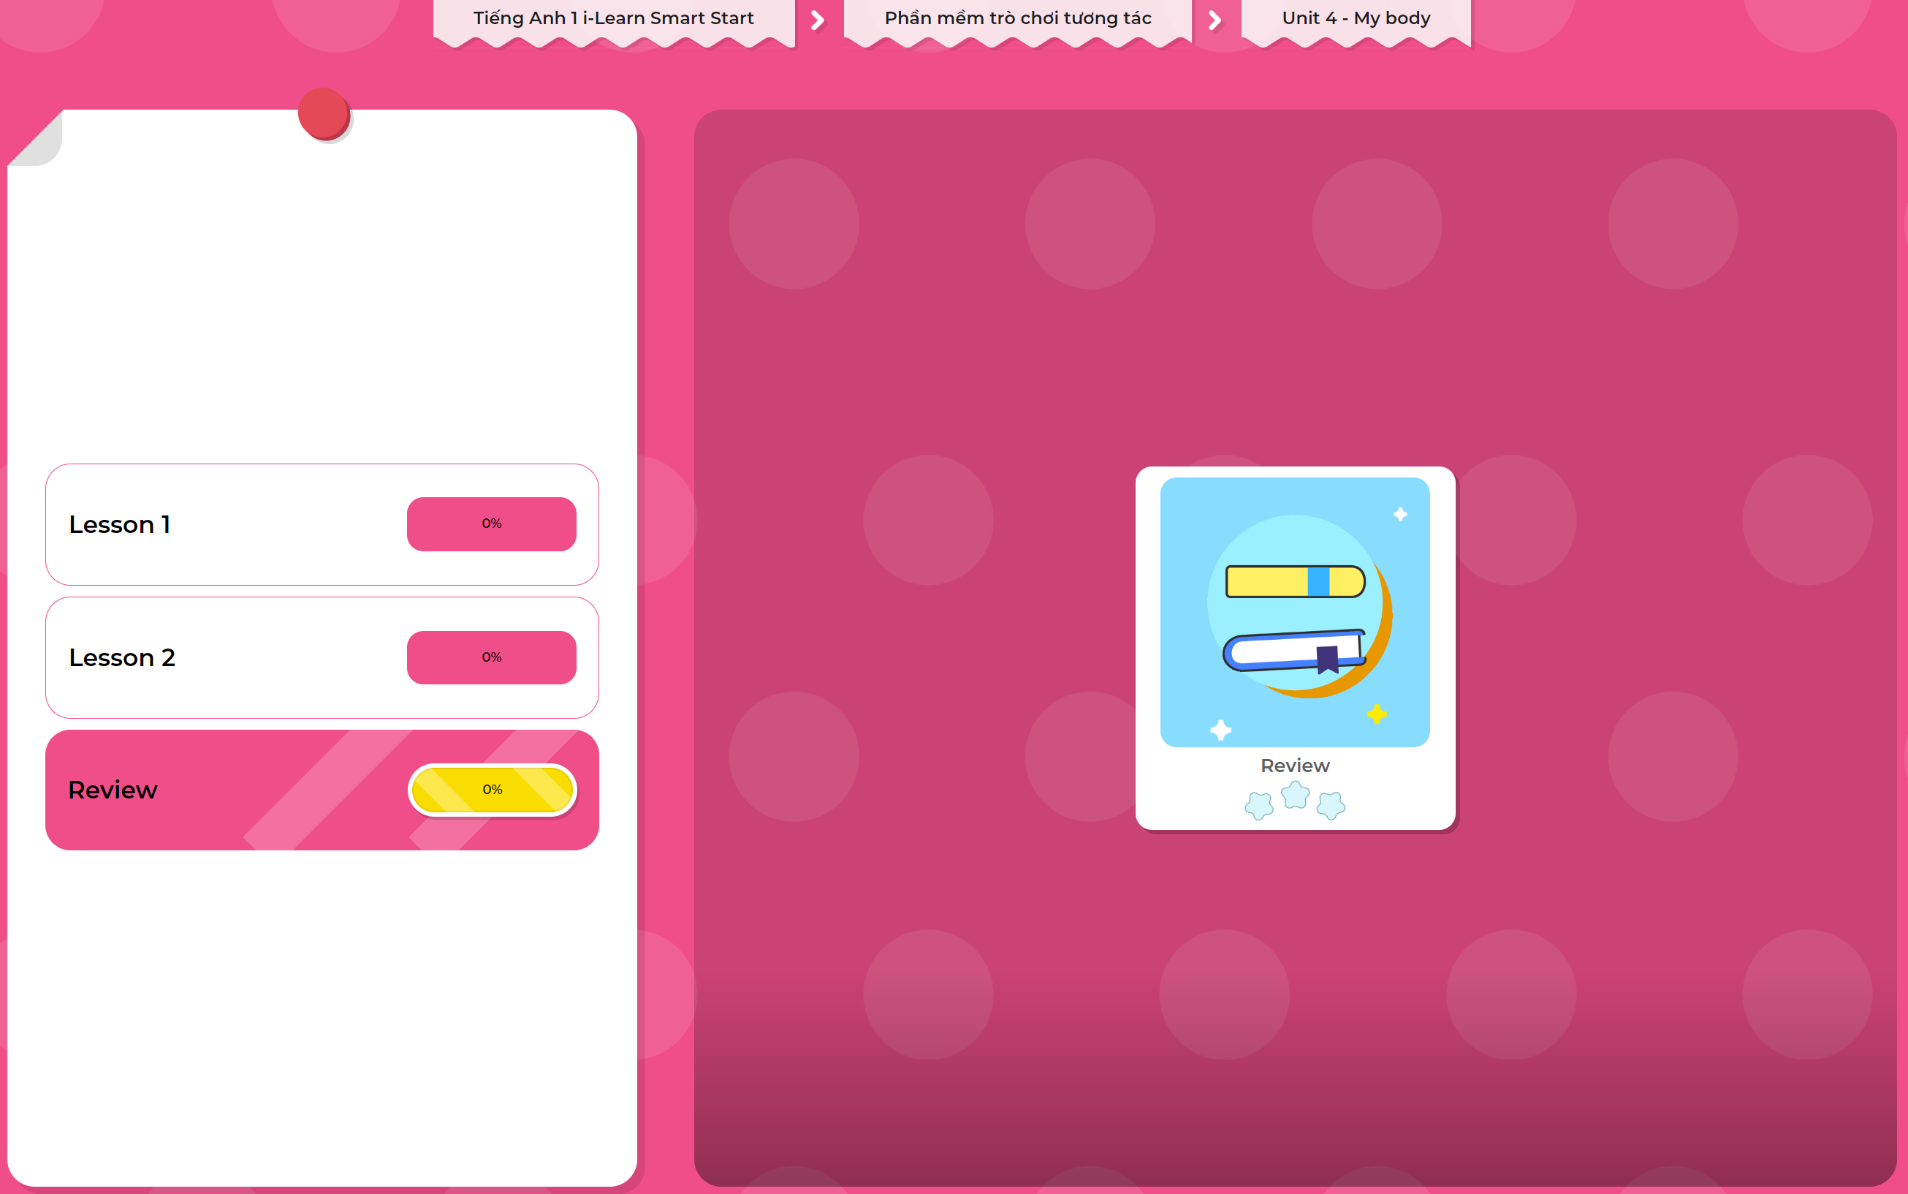 Tiếng Anh 1 i-Learn Smart Start
Phần mềm trò chơi tương tác
Unit 4 - My body
Lesson 1
0%
Lesson 2
0%
Review
0%
Review